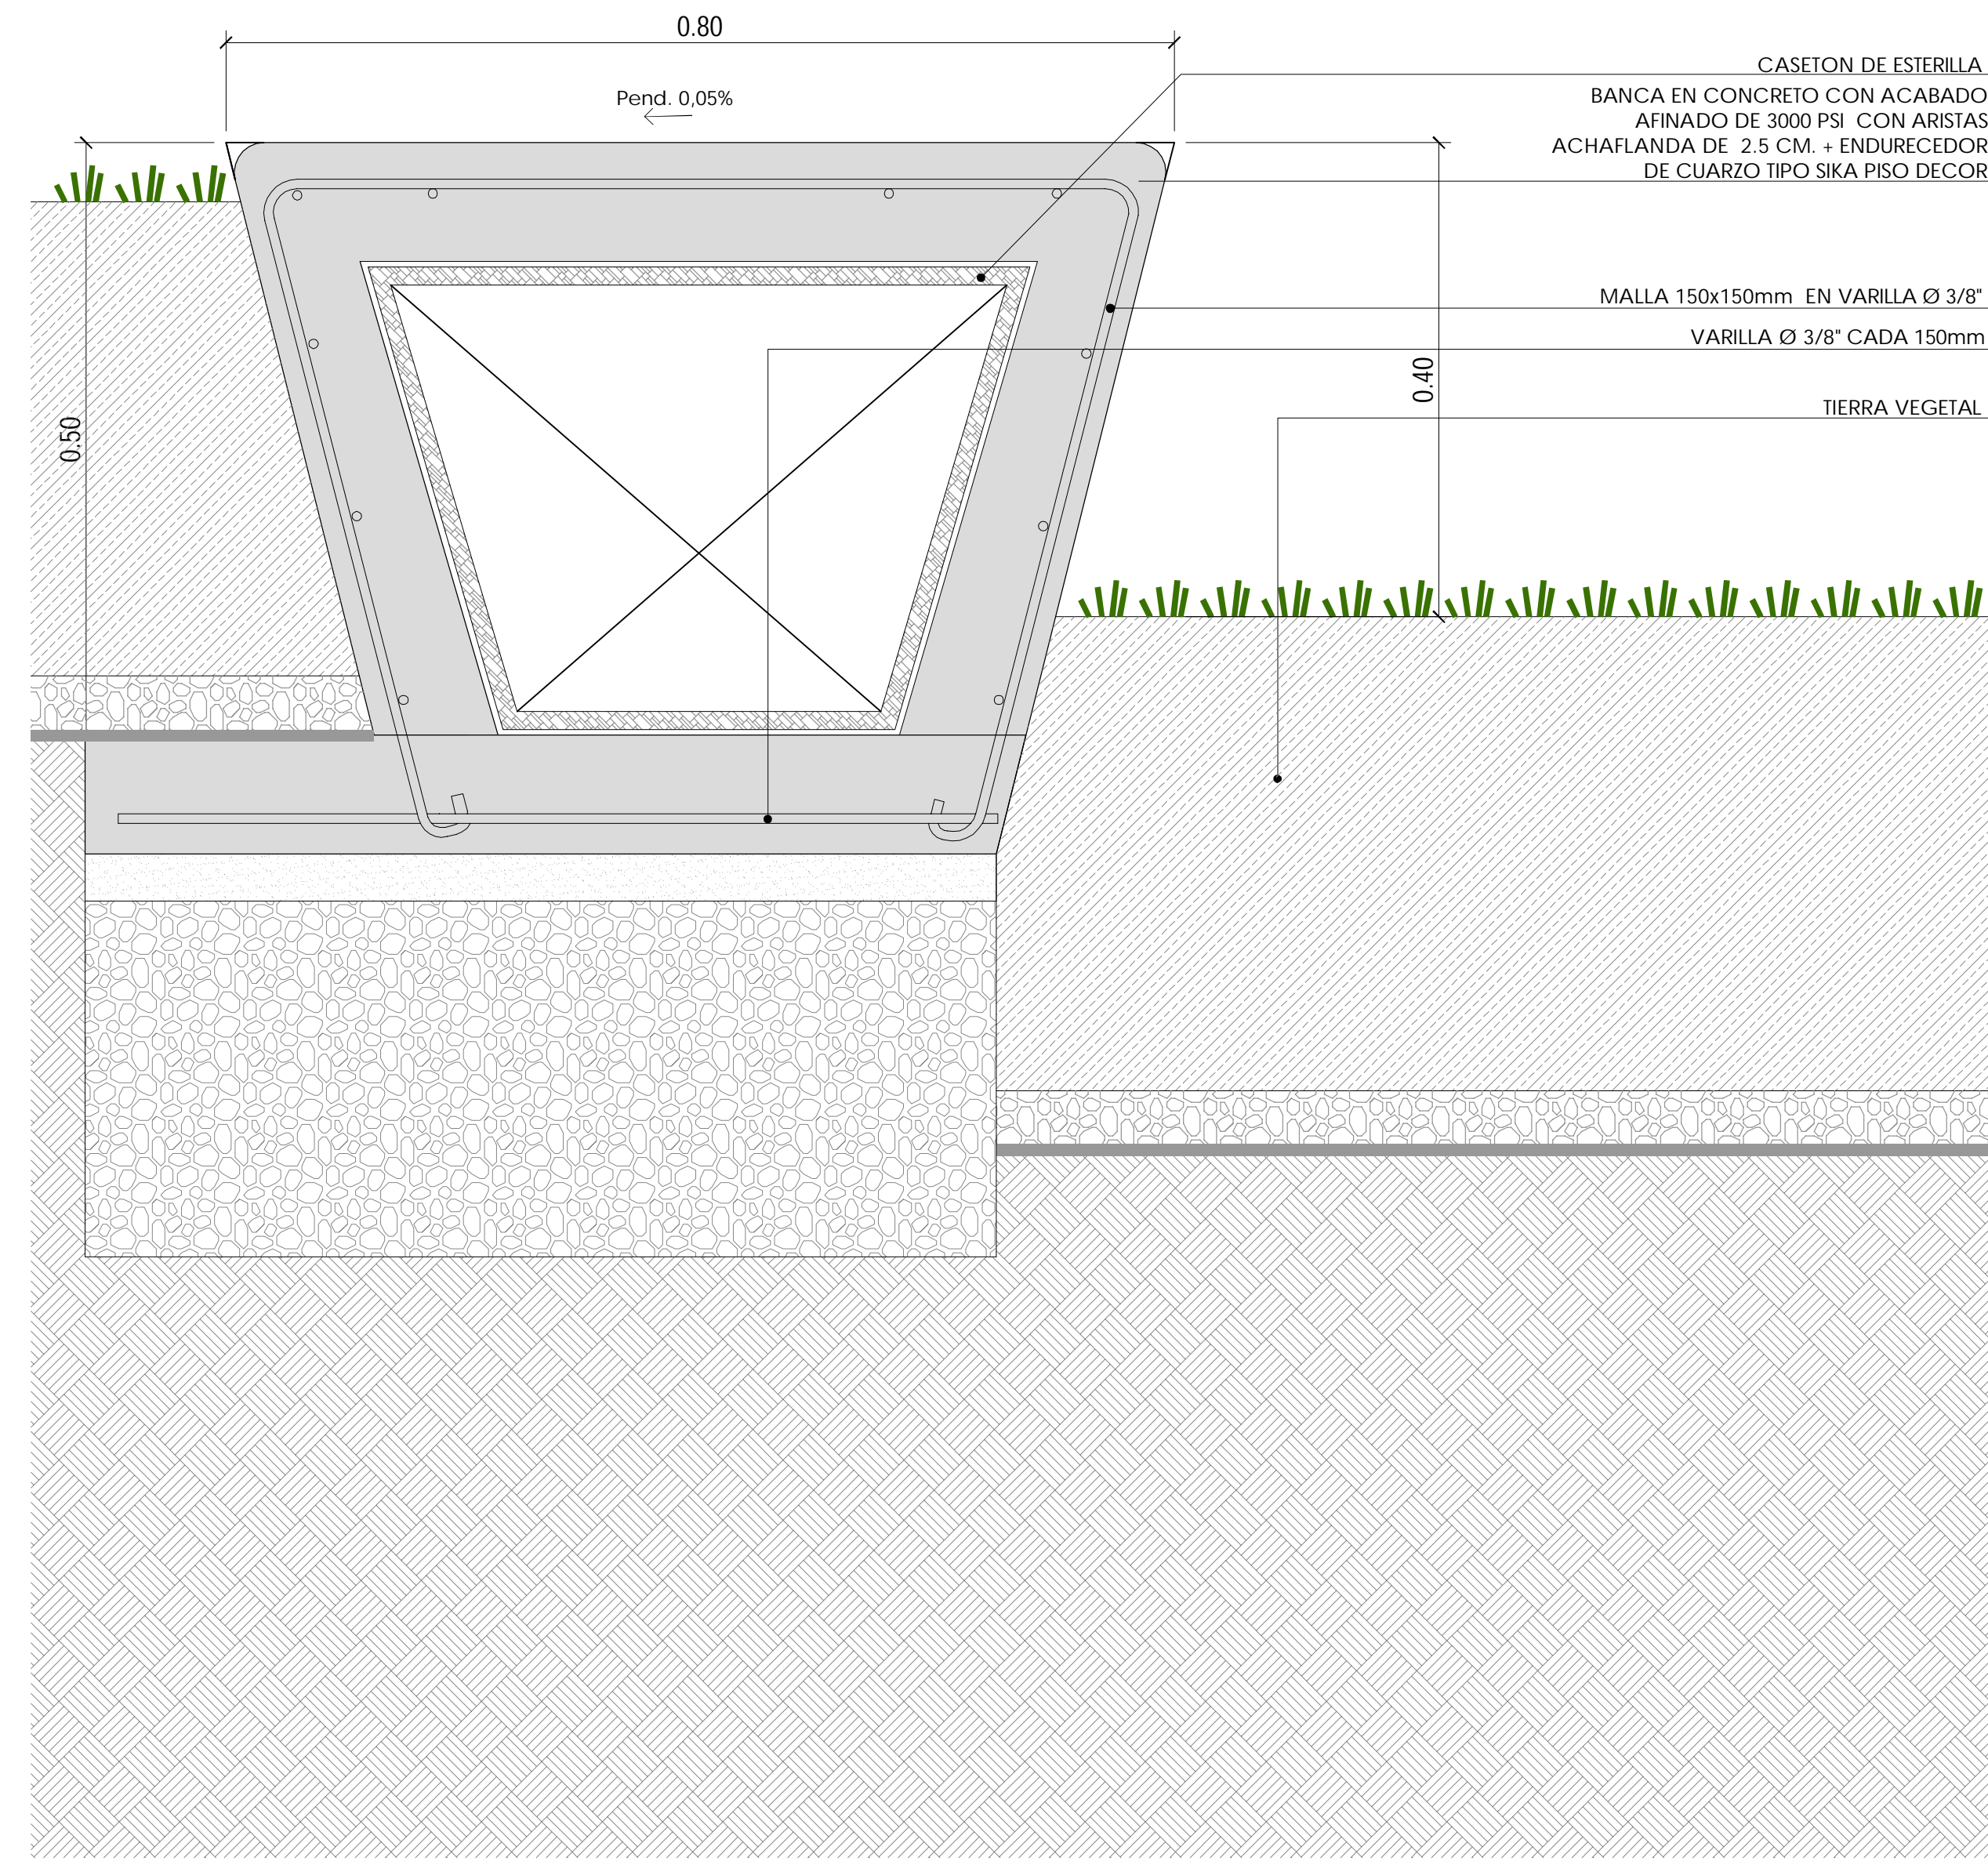 0.80
Pend. 0,05%
CASETON DE ESTERILLA
BANCA EN CONCRETO CON ACABADO
AFINADO DE 3000 PSI CON ARISTAS
ACHAFLANDA DE 2.5 CM. + ENDURECEDOR
DE CUARZO TIPO SIKA PISO DECOR
MALLA 150x150mm EN VARILLA Ø 3/8"
VARILLA Ø 3/8" CADA 150mm
0.40
TIERRA VEGETAL
0.50